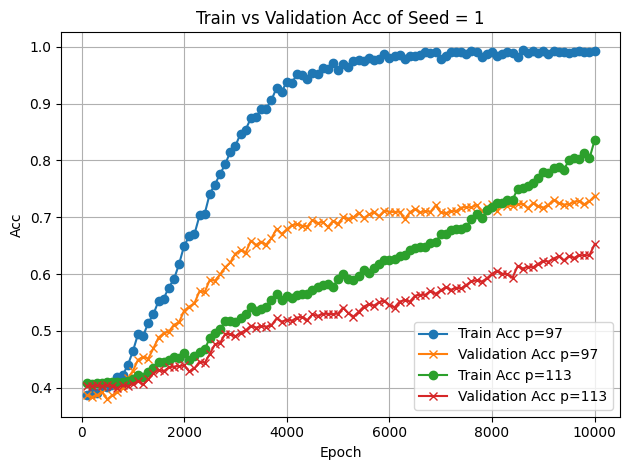 Train vs Validation Acc of Seed = 1
1.0
0.9
0.8
0.7
0.6
0.5
0.4
Acc
Train Acc p=97
Validation Acc p=97
Train Acc p=113
Validation Acc p=113
0
2000
4000
6000
8000
10000
Epoch